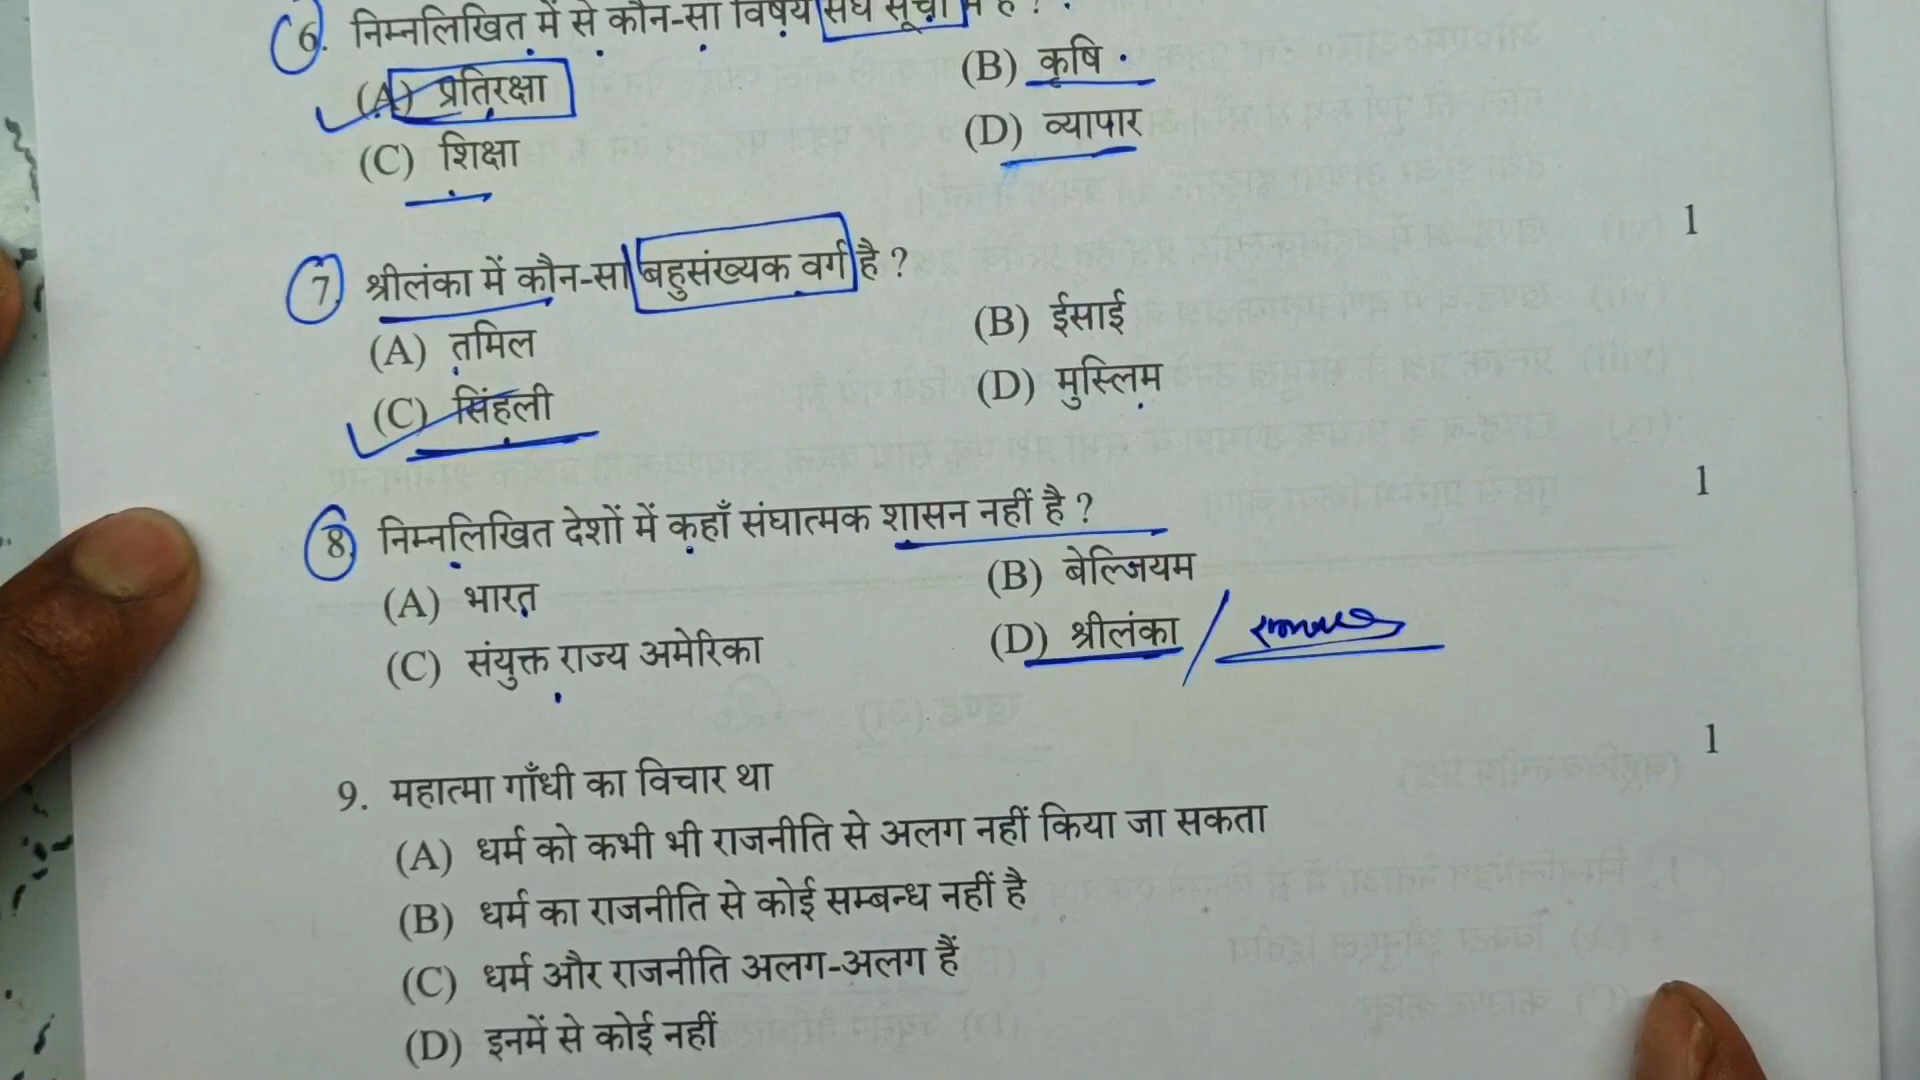 6. निम्नलिखित में से कौन-सा विषय संघ सूची में है ?
(A) प्रतिरक्षा (B) कृषि
(C) शिक्षा (D) व्यापार
1
7. श्रीलंका में कौन-सा बहुसंख्यक वर्ग है ?
(A) तमिल (B) ईसाई
(C) सिंहली (D) मुस्लिम
1
8. निम्नलिखित देशों में कहाँ संघात्मक शासन नहीं है ?
(A) भारत (B) बेल्जियम
(C) संयुक्त राज्य अमेरिका (D) श्रीलंका /
1
9. महात्मा गाँधी का विचार था
(A) धर्म को कभी भी राजनीति से अलग नहीं किया जा सकता
(B) धर्म का राजनीति से कोई सम्बन्ध नहीं है
(C) धर्म और राजनीति अलग-अलग हैं
(D) इनमें से कोई नहीं